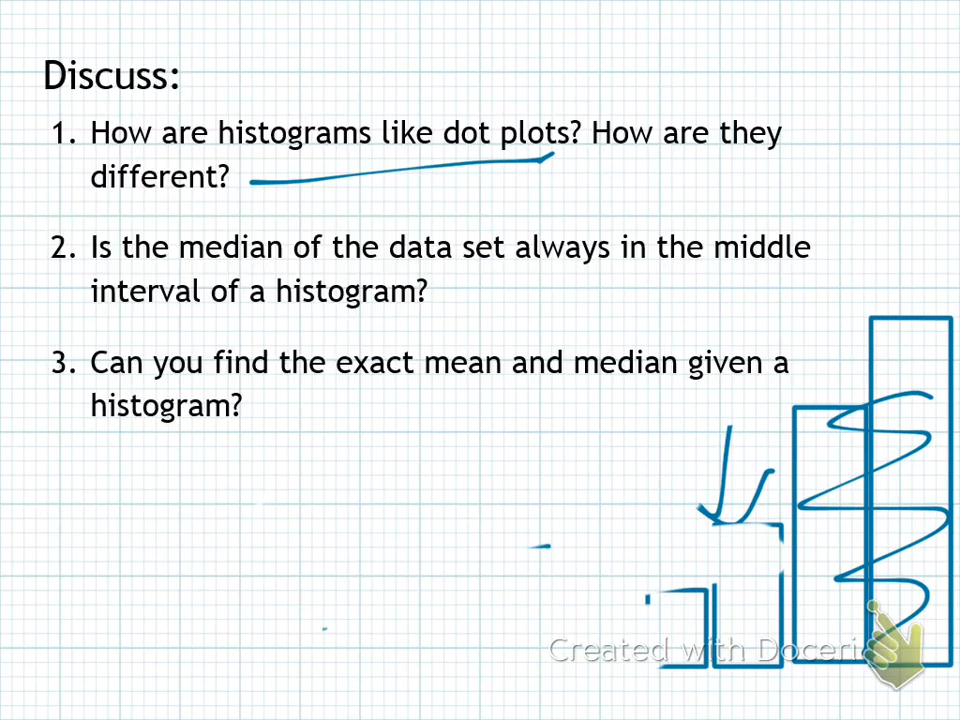 Discuss:
1. How are histograms like dot plots? How are they
different?
2. Is the median of the data set always in the middle
interval of a histogram?
3. Can you find the exact mean and median given a
histogram?
Created with Doceri